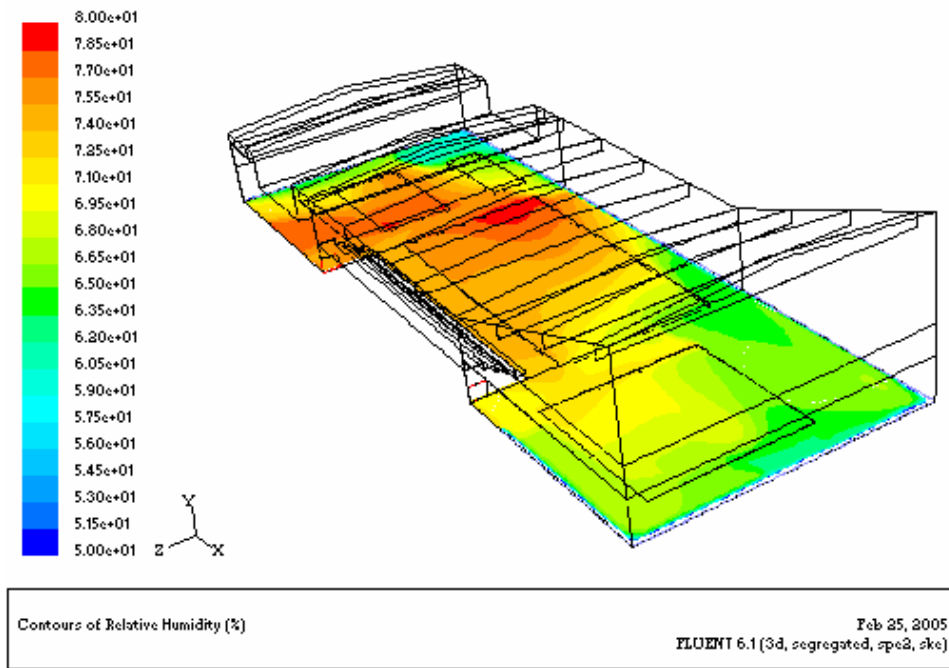 8.00e+01
7.85e+01
7.70e+01
7.55e+01
7.40e+01
7.25e+01
7.10e+01
6.95e+01
6.80e+01
6.65e+01
6.50e+01
6.35e+01
6.20e+01
6.05e+01
5.90e+01
5.75e+01
5.60e+01
5.45e+01
5.30e+01
5.15e+01
5.00e+01
Y
Z
X
Contours of Relative Humidity (%)
Feb 25, 2005
FLUENT 6.1 (3d, segregated, spe2, ske)